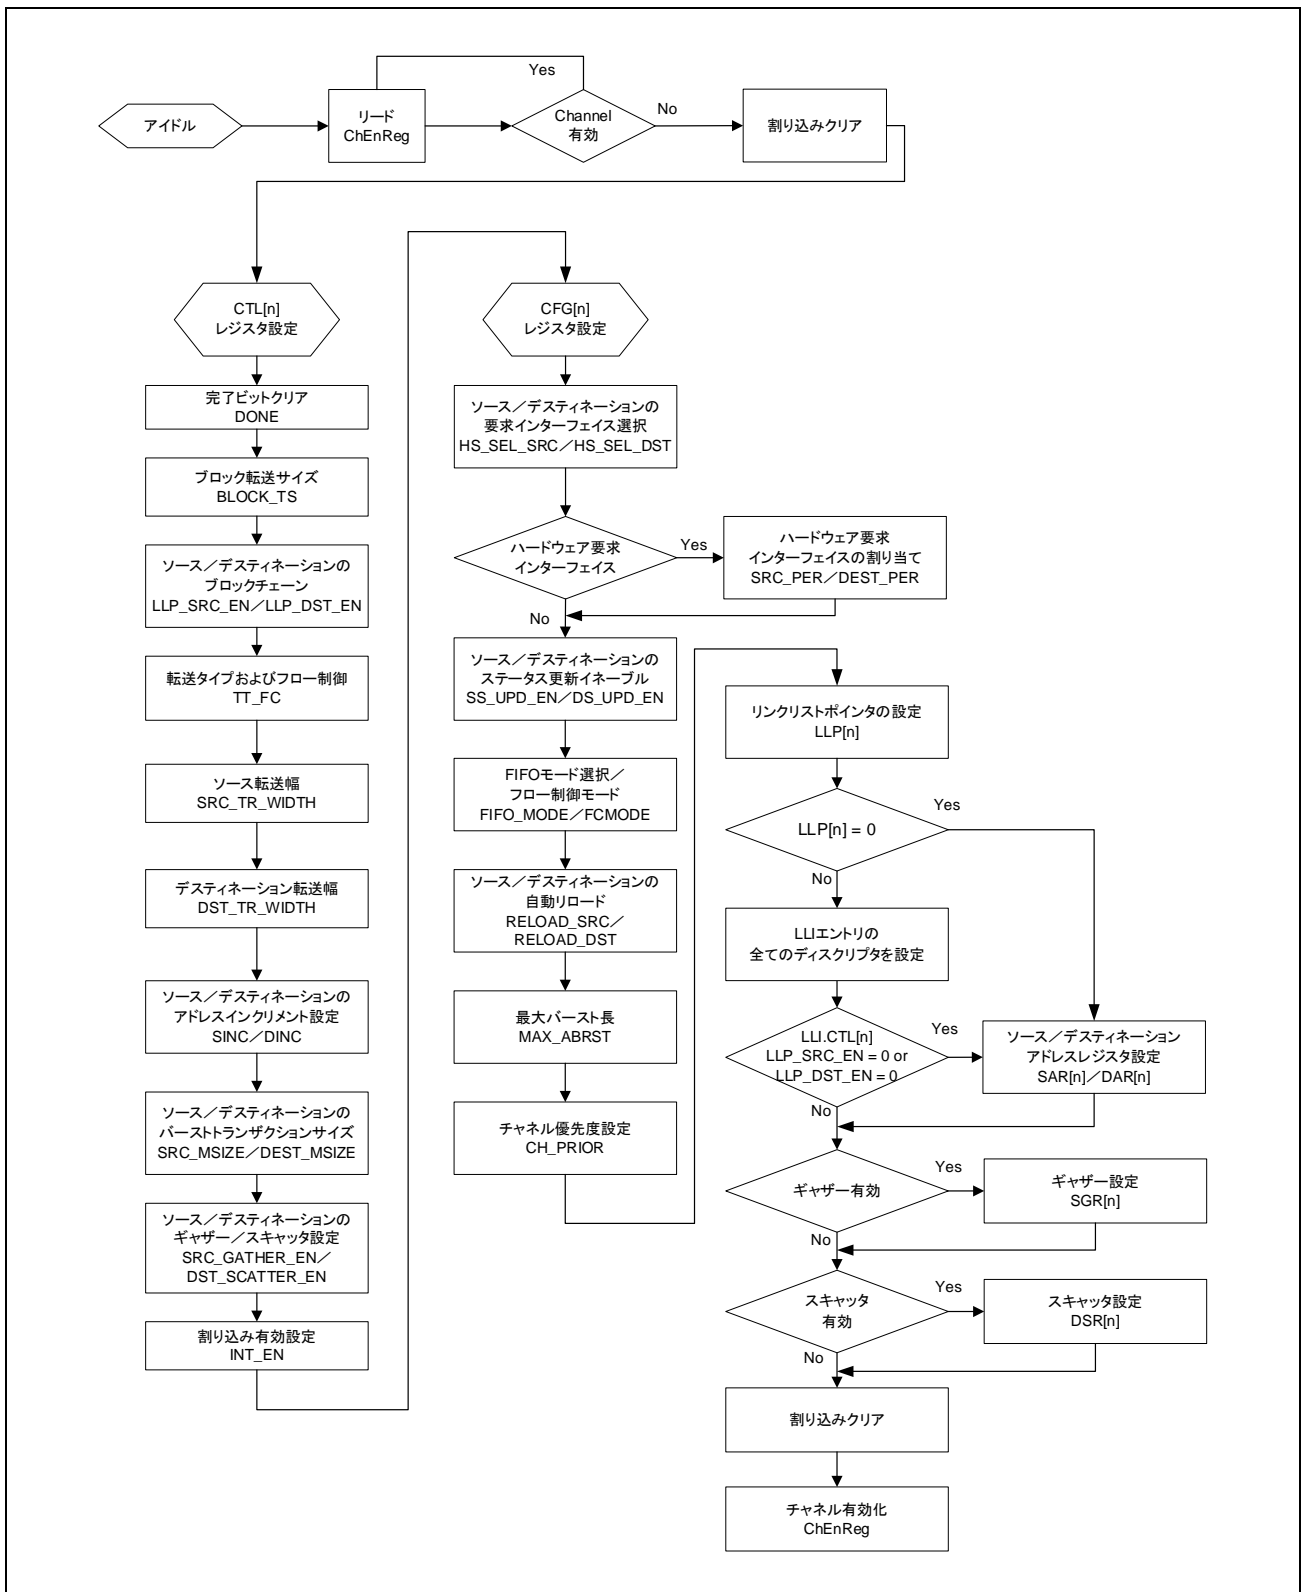 アイドル
リード
ChEnReg
Yes
Channel
有効
No
割り込みクリア
CTL[n]
レジスタ設定
完了ビットクリア
DONE
ブロック転送サイズ
BLOCK_TS
ソース／デスティネーションの
ブロックチェーン
LLP_SRC_EN／LLP_DST_EN
転送タイプおよびフロー制御
TT_FC
ソース転送幅
SRC_TR_WIDTH
デスティネーション転送幅
DST_TR_WIDTH
ソース／デスティネーションの
アドレスインクリメント設定
SINC／DINC
ソース／デスティネーションの
バーストトランザクションサイズ
SRC_MSIZE／DEST_MSIZE
ソース／デスティネーションの
ギャザー／スキャッタ設定
SRC_GATHER_EN／
DST_SCATTER_EN
割り込み有効設定
INT_EN
CFG[n]
レジスタ設定
ソース／デスティネーションの
要求インターフェイス選択
HS_SEL_SRC／HS_SEL_DST
ハードウェア要求
インターフェイス
Yes
ハードウェア要求
インターフェイスの割り当て
SRC_PER／DEST_PER
No
ソース／デスティネーションの
ステータス更新イネーブル
SS_UPD_EN／DS_UPD_EN
FIFOモード選択／
フロー制御モード
FIFO_MODE／FCMODE
ソース／デスティネーションの
自動リロード
RELOAD_SRC／
RELOAD_DST
最大バースト長
MAX_ABRST
チャネル優先度設定
CH_PRIOR
リンクリストポインタの設定
LLP[n]
LLP[n] = 0
Yes
No
LLIエントリの
全てのディスクリプタを設定
LLI.CTL[n]
LLP_SRC_EN = 0 or
LLP_DST_EN = 0
Yes
ソース／デスティネーション
アドレスレジスタ設定
SAR[n]／DAR[n]
No
ギャザー有効
Yes
ギャザー設定
SGR[n]
No
スキャッタ
有効
Yes
スキャッタ設定
DSR[n]
No
割り込みクリア
チャネル有効化
ChEnReg